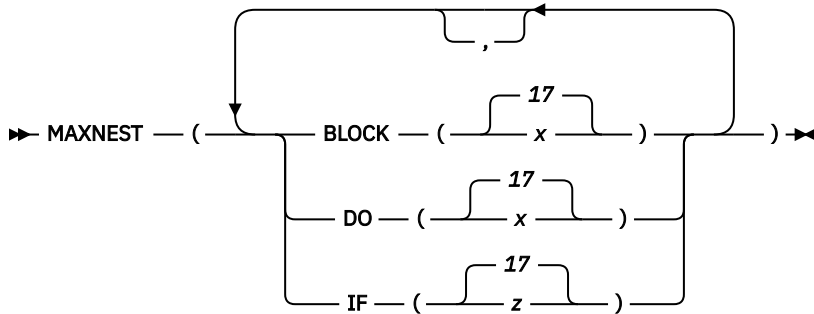 ,
17
MAXNEST ( BLOCK ( x ) )
17
DO ( x )
17
IF ( z )